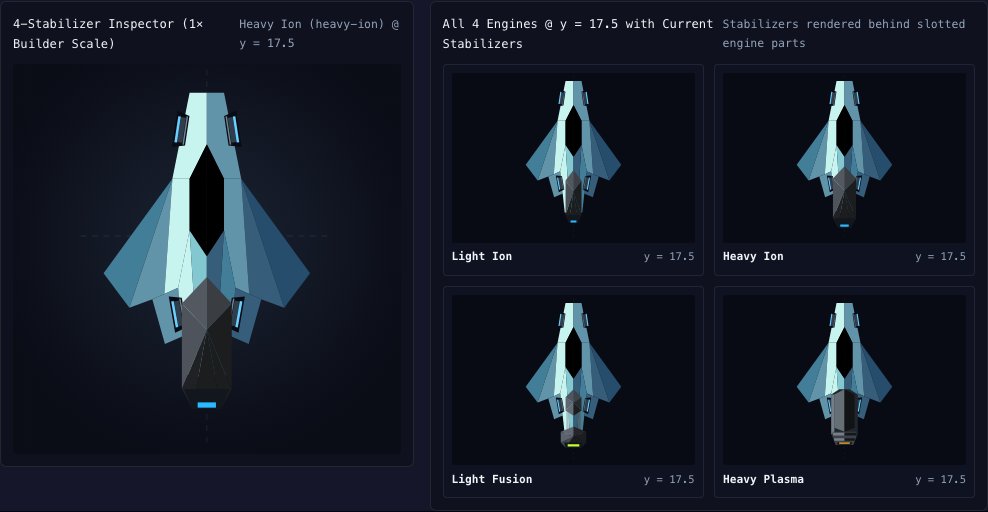 4–Stabilizer Inspector (1×
Builder Scale)
Heavy Ion (heavy–ion) @
y = 17.5
All 4 Engines @ y = 17.5 with Current
Stabilizers
Stabilizers rendered behind slotted
engine parts
Light Ion
y = 17.5
Heavy Ion
y = 17.5
Light Fusion
y = 17.5
Heavy Plasma
y = 17.5